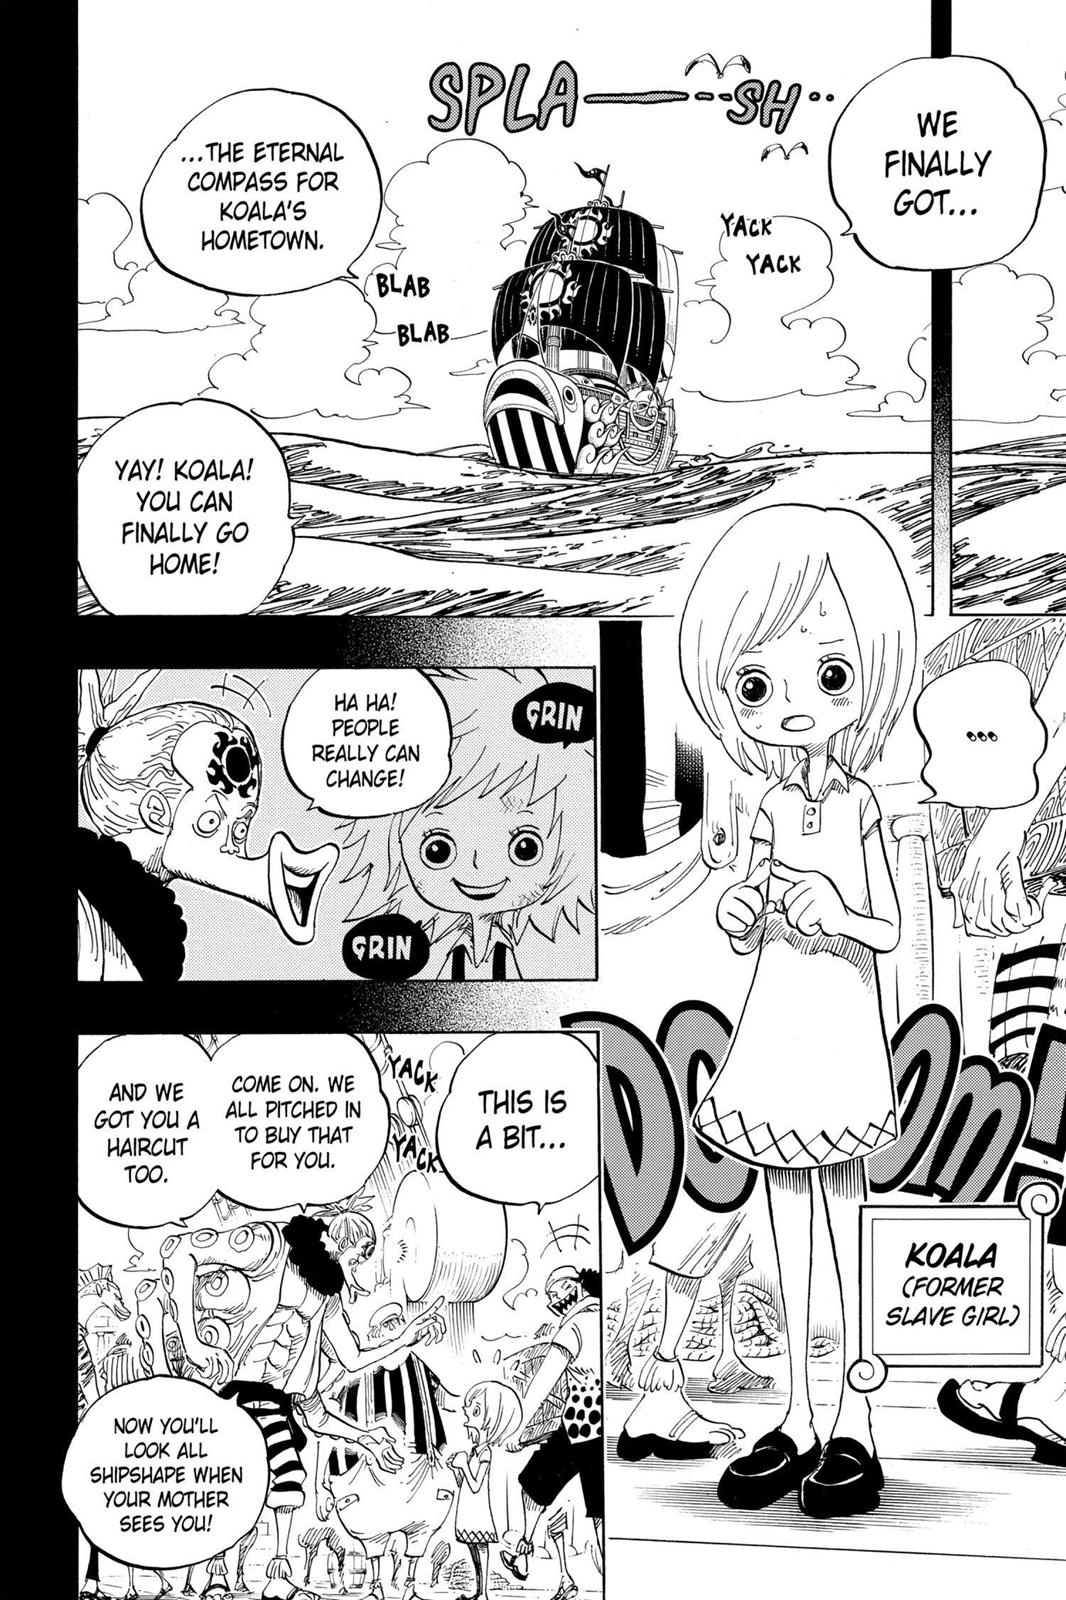 WE
FINALLY
GOT...
SPLA
SH
...THE ETERNAL
COMPASS FOR
KOALA'S
HOMETOWN.
YACK
YACK
BLAB
BLAB
YAY! KOALA!
YOU CAN
FINALLY GO
HOME!
...
DOOM!!
KOALA
(FORMER
SLAVE GIRL)
GRIN
HA HA!
PEOPLE
REALLY CAN
CHANGE!
GRIN
THIS IS
A BIT...
YACK
YACK
COME ON. WE
ALL PITCHED IN
TO BUY THAT
FOR YOU.
AND WE
GOT YOU A
HAIRCUT
TOO.
NOW YOU'LL
LOOK ALL
SHIPSHAPE WHEN
YOUR MOTHER
SEES YOU!